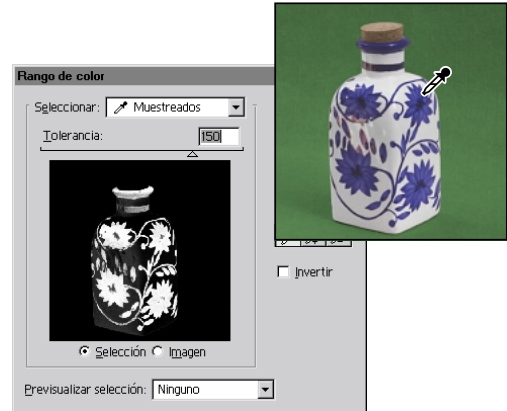 Rango de color
Seleccionar: Muestreados
Tolerancia: 150
Invertir
Selección Imagen
Previsualizar selección: Ninguno